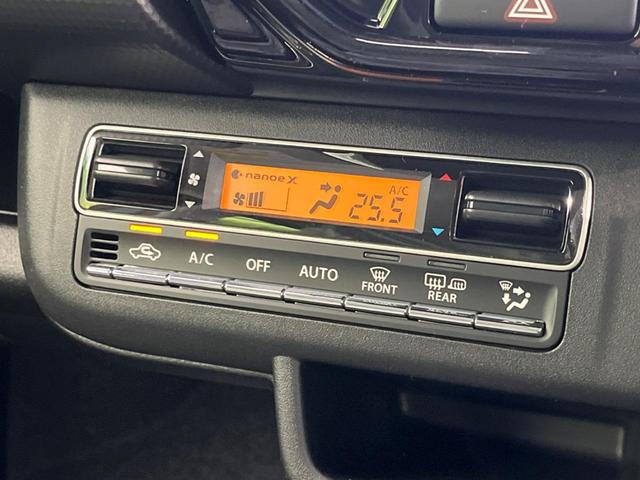 nanoe X
A/C
25.5
A/C
OFF
AUTO
FRONT
REAR